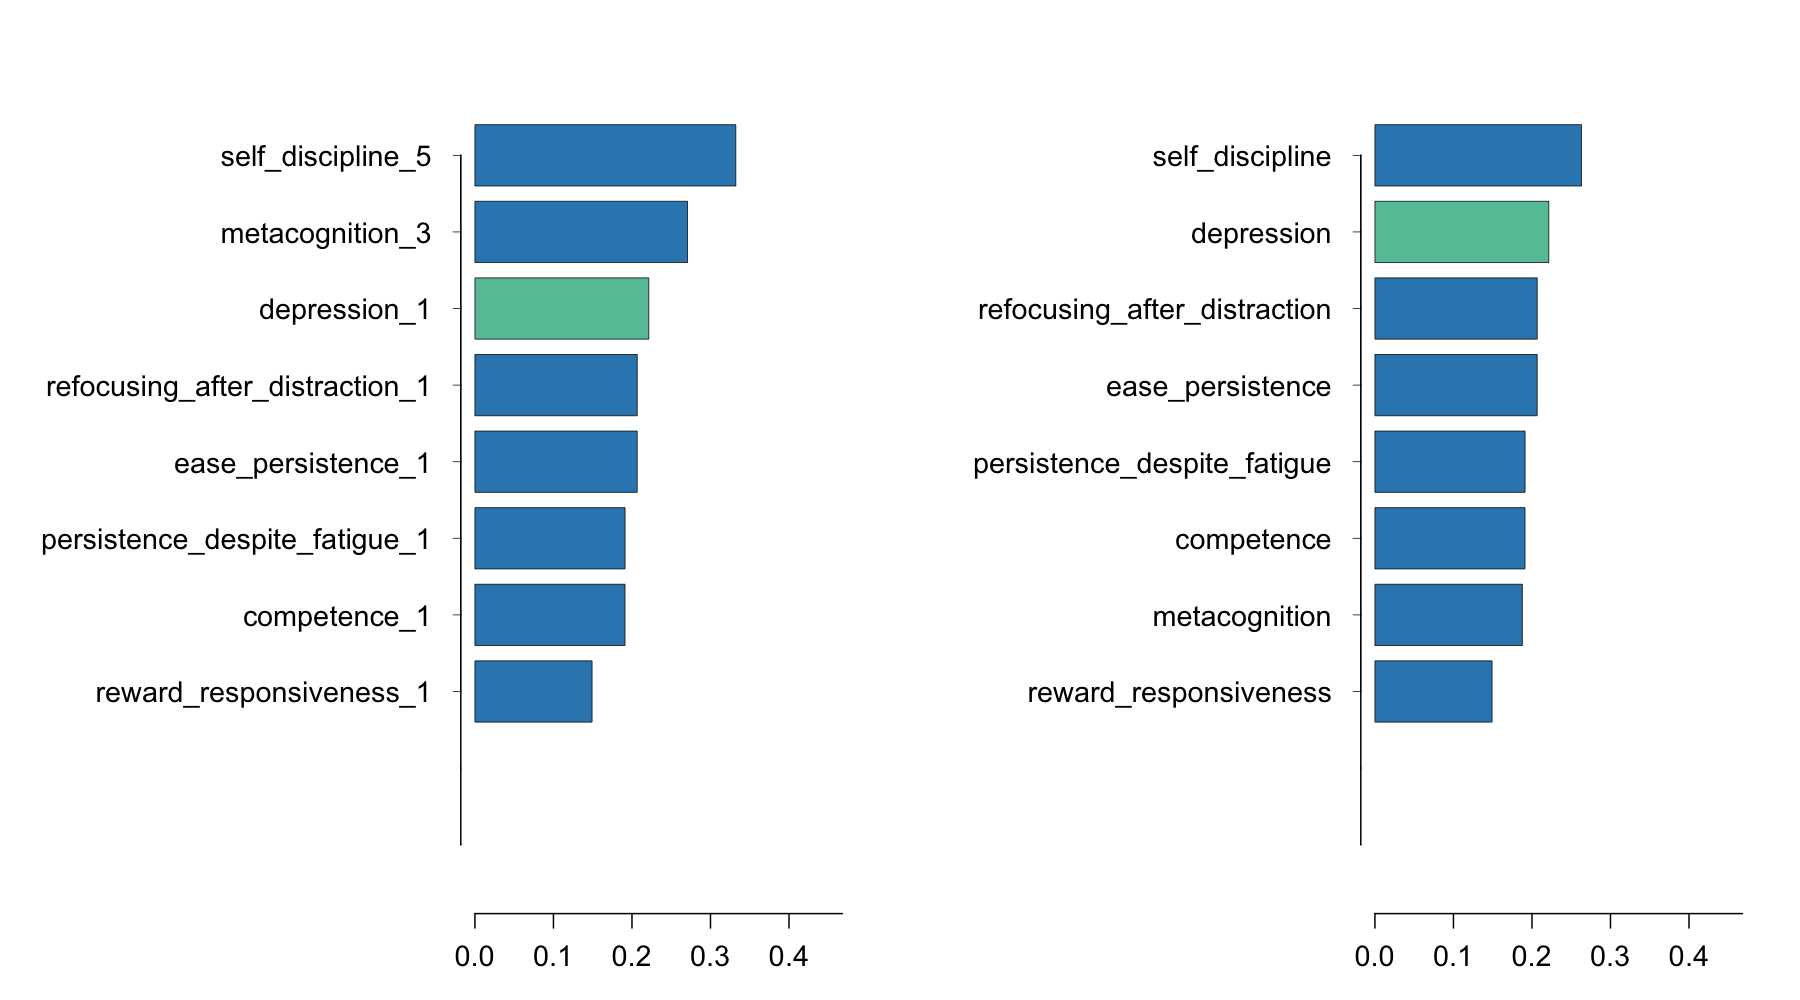 self_discipline_5
metacognition_3
depression_1
refocusing_after_distraction_1
ease_persistence_1
persistence_despite_fatigue_1
competence_1
reward_responsiveness_1
0.0 0.1 0.2 0.3 0.4
self_discipline
depression
refocusing_after_distraction
ease_persistence
persistence_despite_fatigue
competence
metacognition
reward_responsiveness
0.0 0.1 0.2 0.3 0.4